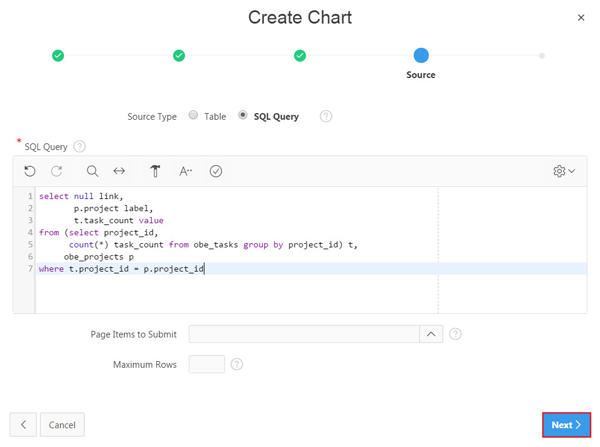 Create Chart
Source
Source Type Table SQL Query
* SQL Query
1 select null link,
2 p.project label,
3 t.task_count value
4 from (select project_id,
5 count(*) task_count from obe_tasks group by project_id) t,
6 obe_projects p
7 where t.project_id = p.project_id
Page Items to Submit
Maximum Rows
Cancel
Next